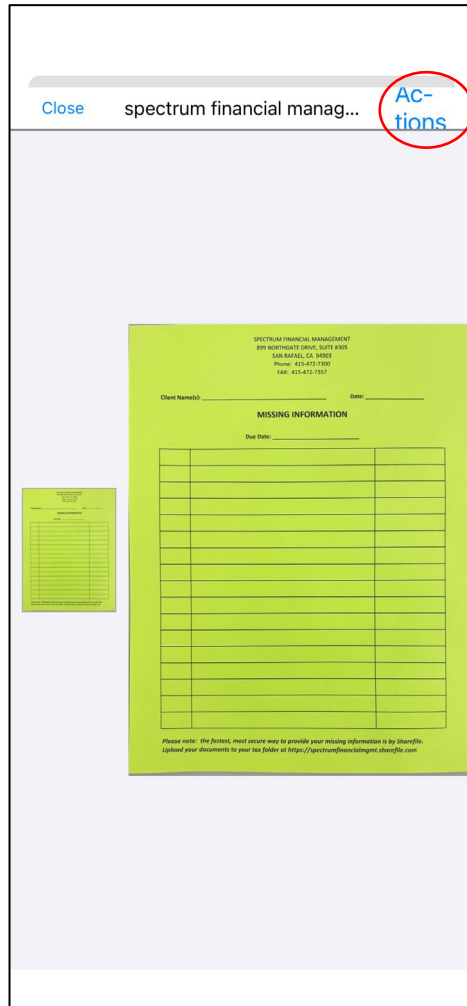 Close
spectrum financial manag...
Ac-
tions
SPECTRUM FINANCIAL MANAGEMENT
899 NORTHGATE DRIVE, SUITE #305
SAN RAFAEL, CA 94903
Phone: 415-472-7300
FAX: 415-472-7357
Client Name(s): Date:
MISSING INFORMATION
Due Date:
Please note: the fastest, most secure way to provide your missing information is by Sharefile.
Upload your documents to your tax folder at https://spectrumfinancialmgmt.sharefile.com